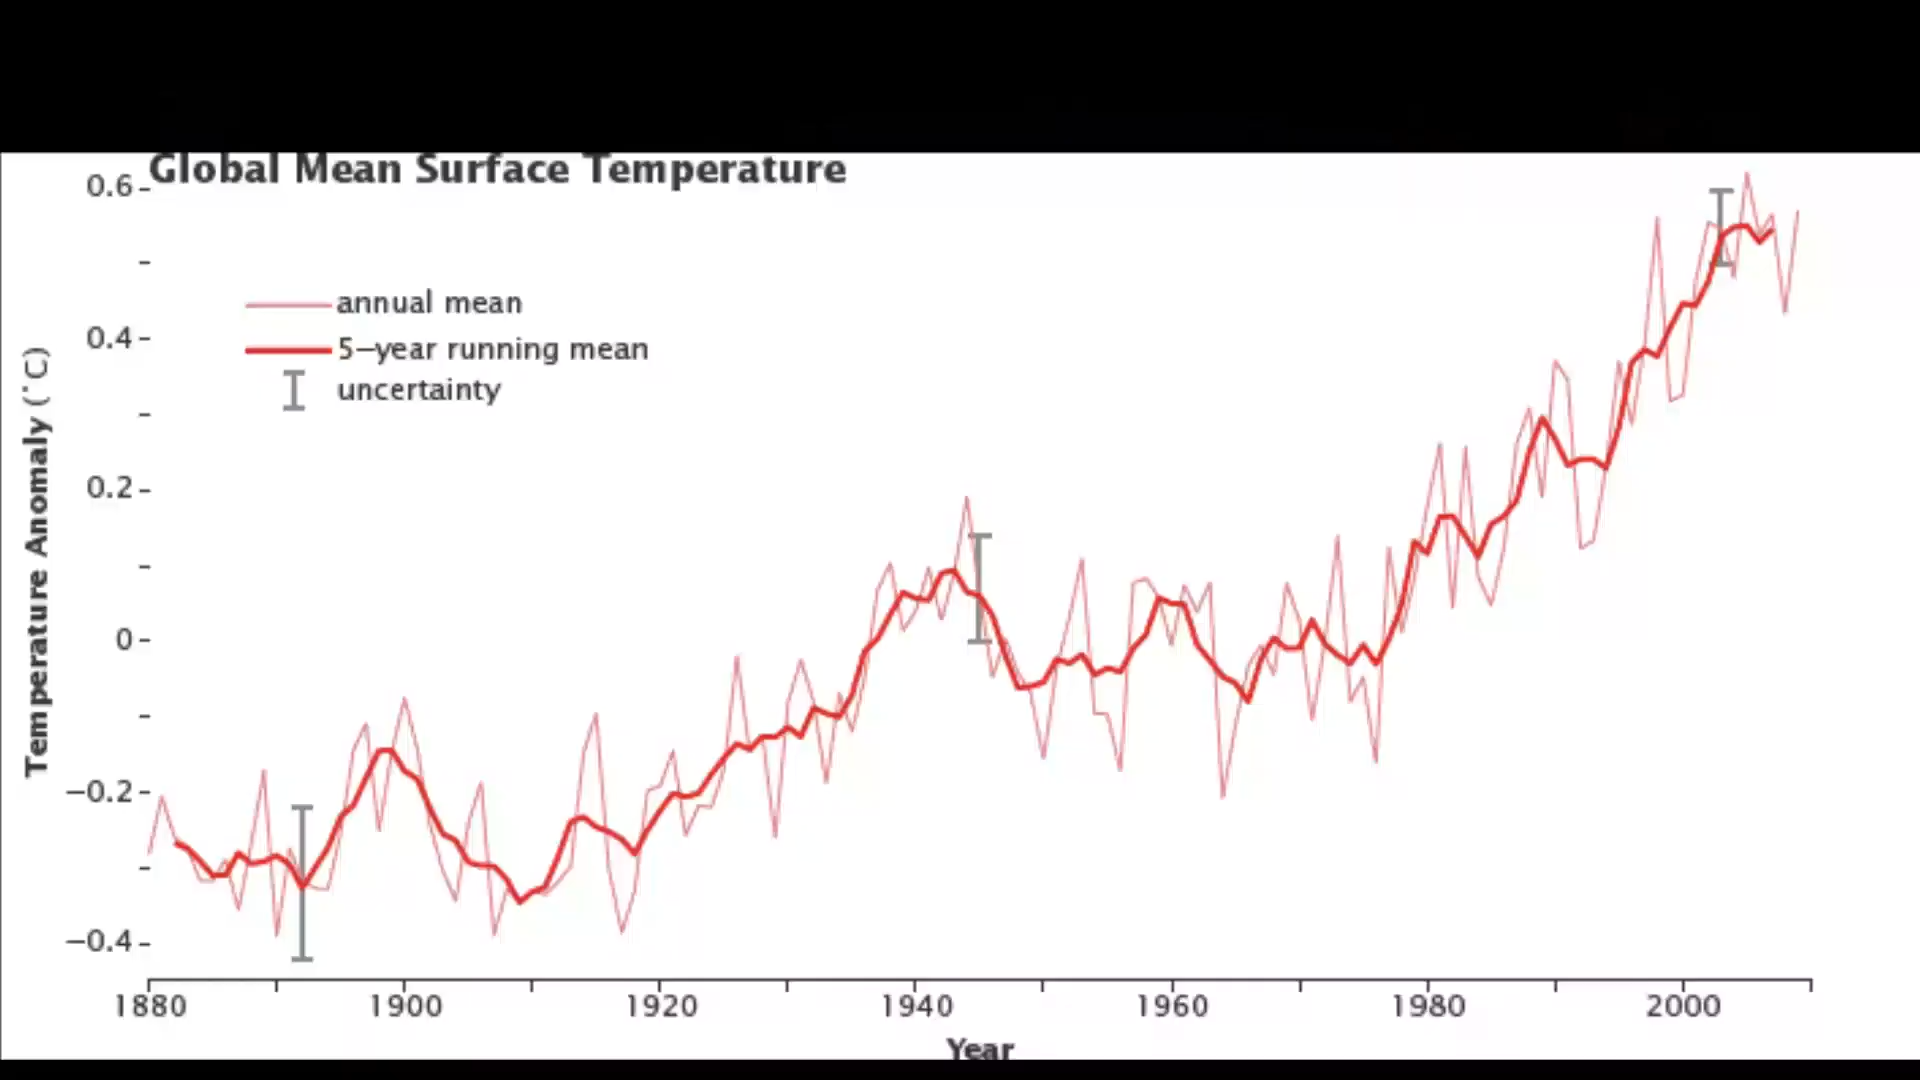 Global Mean Surface Temperature
0.6
annual mean
5-year running mean
uncertainty
0.4
0.2
0
−0.2
−0.4
Temperature Anomaly (˚C)
1880 1900 1920 1940 1960 1980 2000
Year